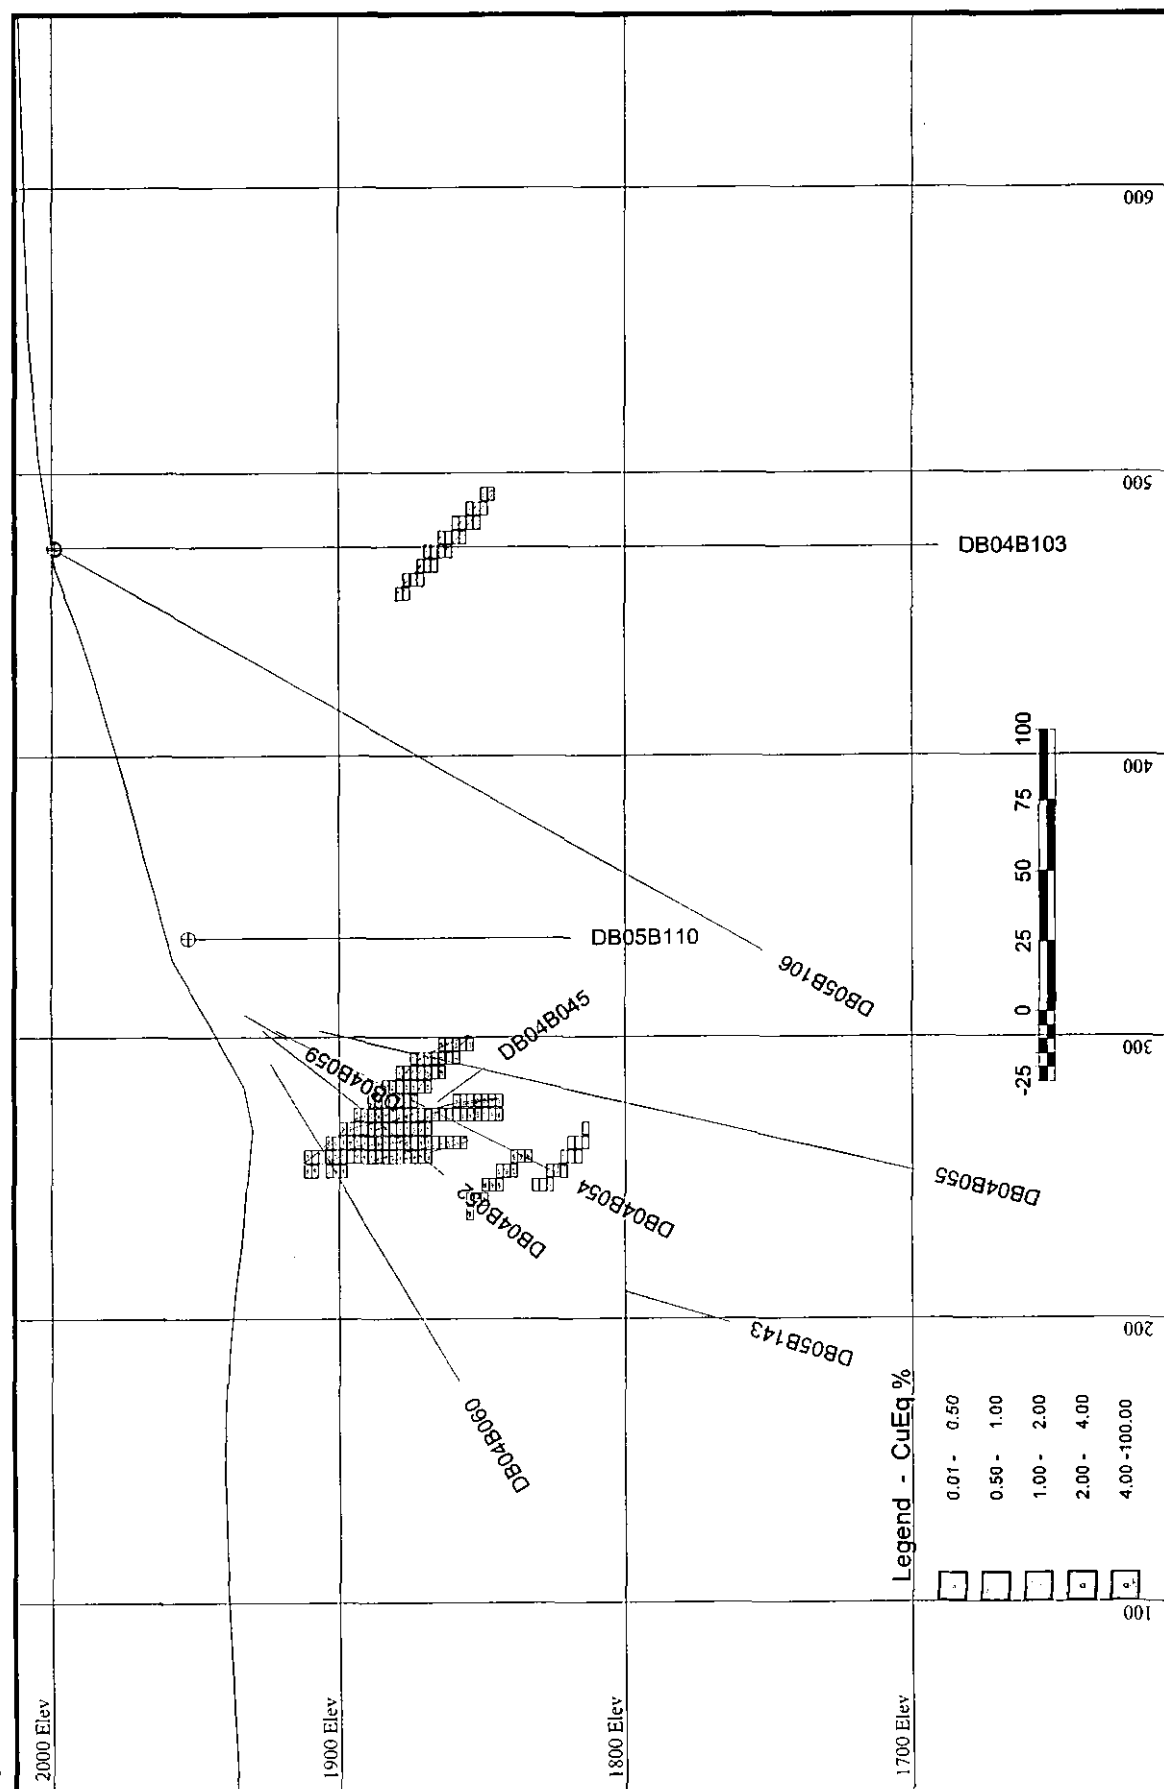 2000 Elev
1900 Elev
1800 Elev
1700 Elev
600
500
400
300
200
100
DB04B103
DB05B110
DB05B106
DB04B045
DB04B059
DB04B055
DB04B054
DB04B052
DB05B143
DB04B060
-25 0 25 50 75 100
Legend - CuEq %
0.01 - 0.50
0.50 - 1.00
1.00 - 2.00
2.00 - 4.00
4.00 -100.00